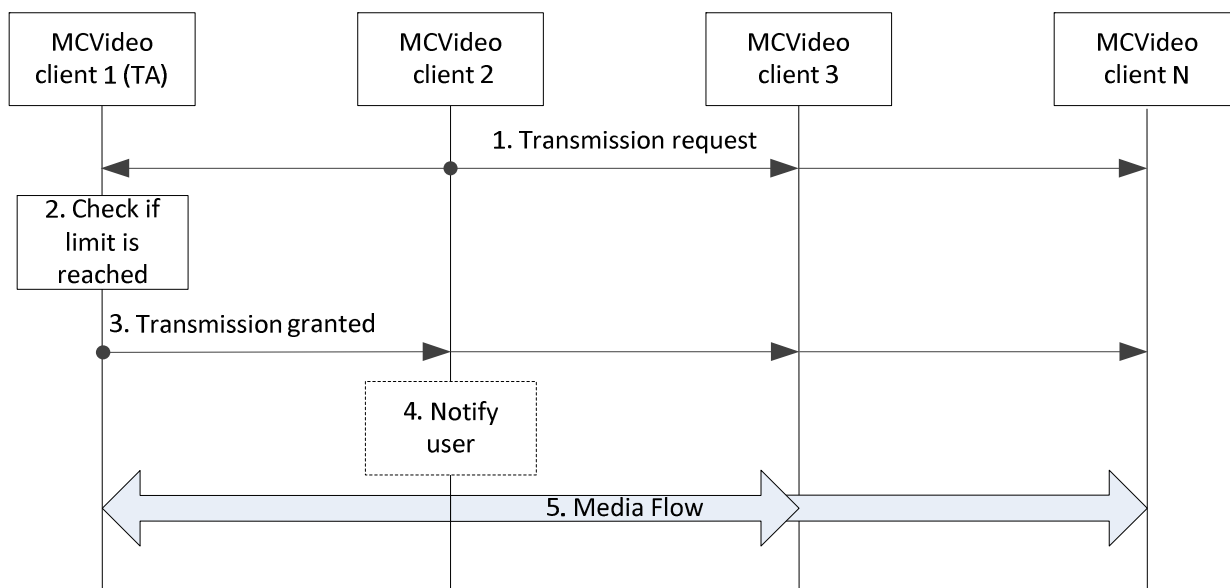 MCVideo
client 1 (TA)
MCVideo
client 2
MCVideo
client 3
MCVideo
client N
1. Transmission request
2. Check if
limit is
reached
3. Transmission granted
4. Notify
user
5. Media Flow